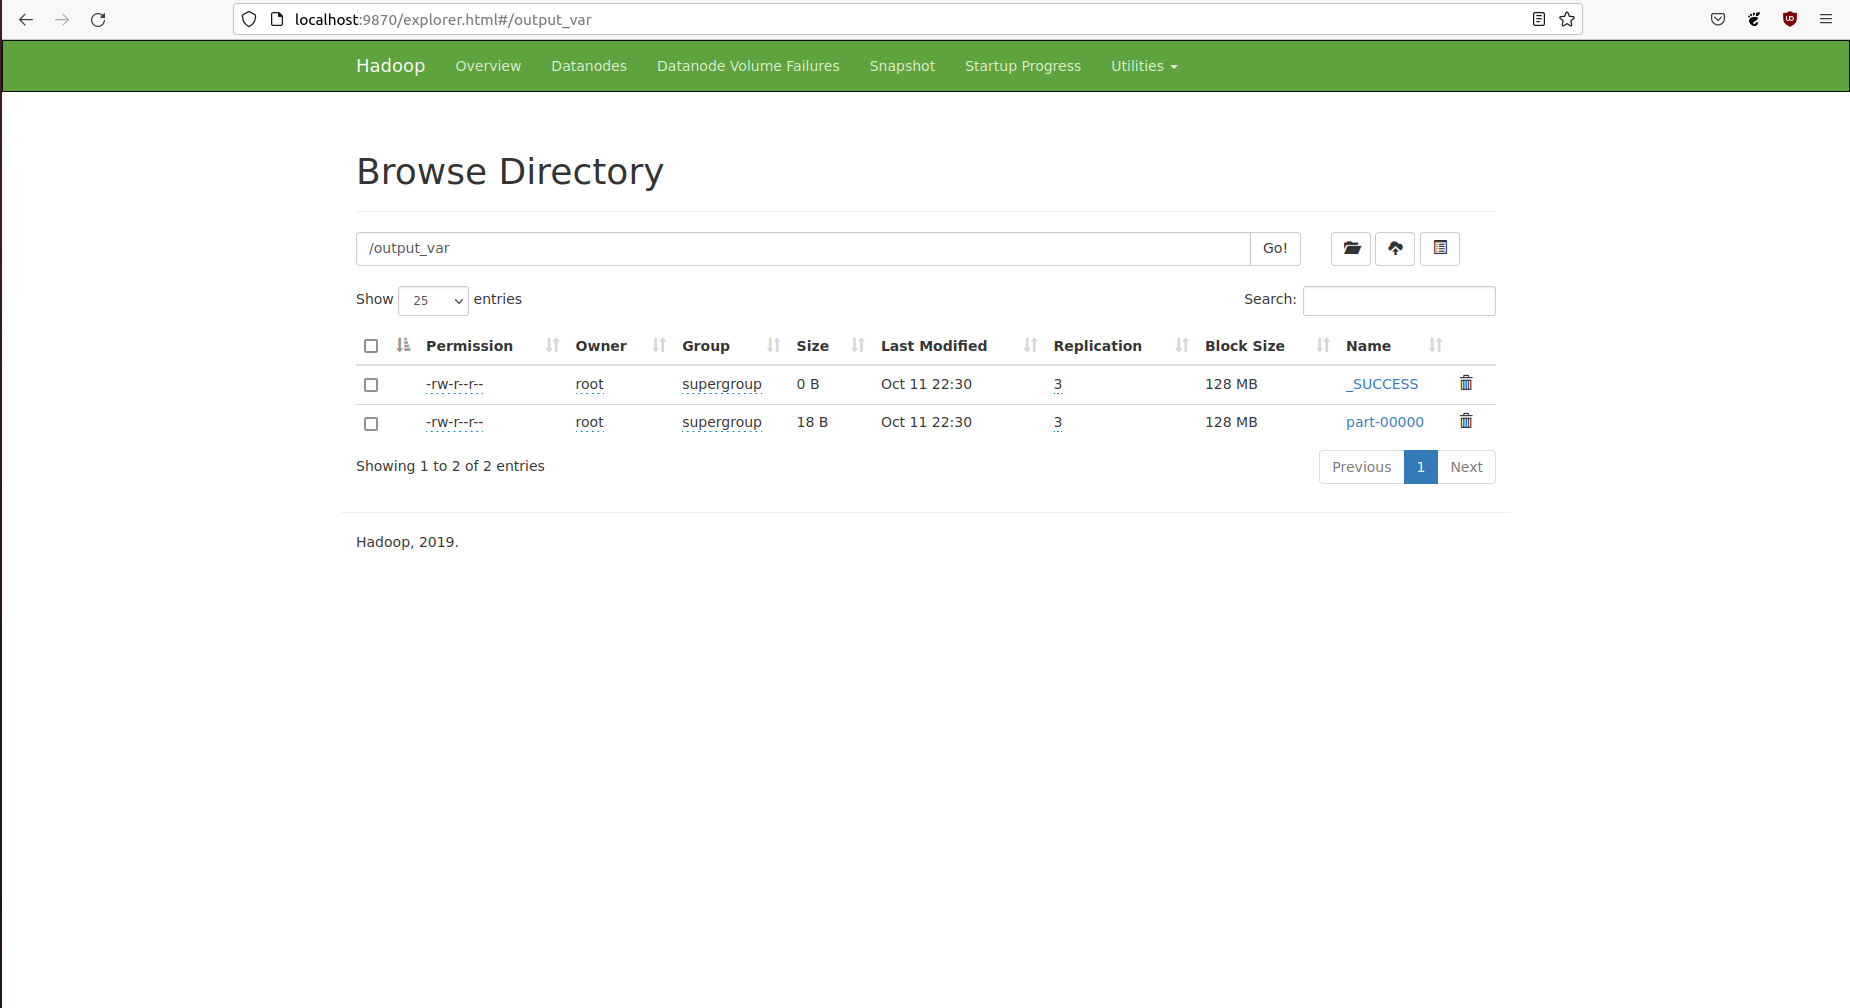 localhost:9870/explorer.html#/output_var
Hadoop Overview Datanodes Datanode Volume Failures Snapshot Startup Progress Utilities
Browse Directory
/output_var Go!
Show 25 entries Search:
Permission Owner Group Size Last Modified Replication Block Size Name
-rw-r--r-- root supergroup 0 B Oct 11 22:30 3 128 MB _SUCCESS
-rw-r--r-- root supergroup 18 B Oct 11 22:30 3 128 MB part-00000
Showing 1 to 2 of 2 entries Previous 1 Next
Hadoop, 2019.